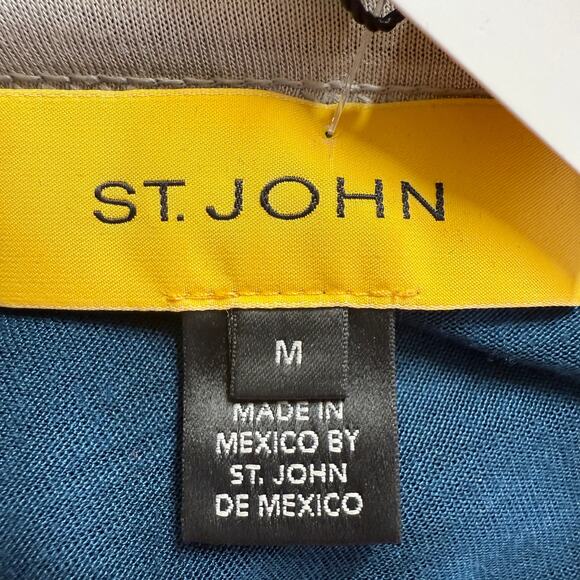 ST. JOHN
M
MADE IN
MEXICO BY
ST. JOHN
DE MEXICO